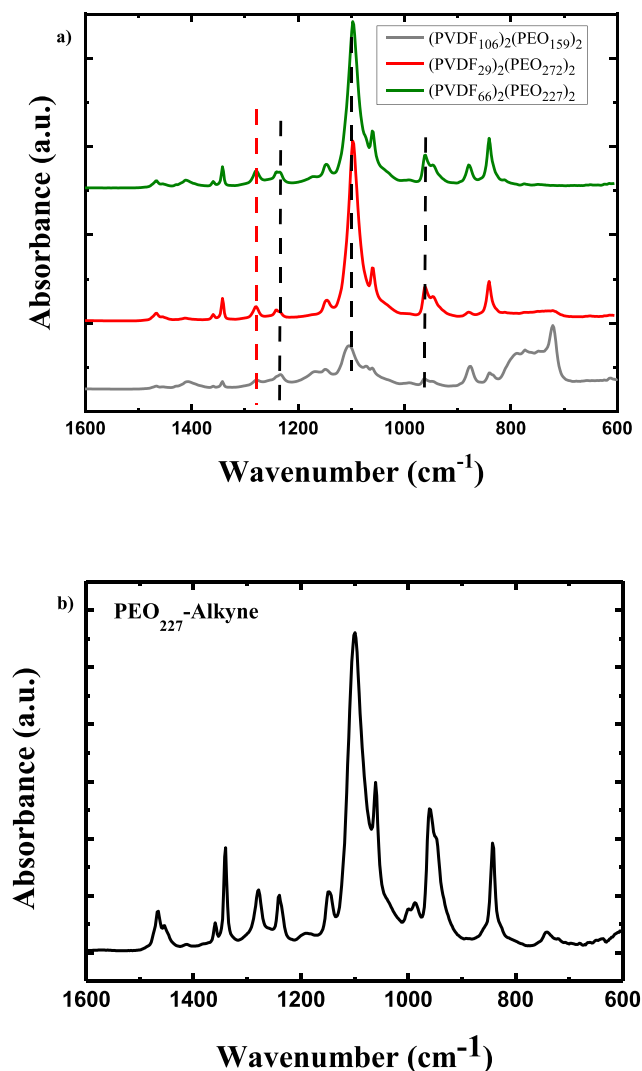 a)
(PVDF₁₀₆)₂(PEO₁₅₉)₂
(PVDF₂₉)₂(PEO₂₇₂)₂
(PVDF₆₆)₂(PEO₂₂₇)₂
Absorbance (a.u.)
1600 1400 1200 1000 800 600
Wavenumber (cm⁻¹)
b)
PEO₂₂₇-Alkyne
Absorbance (a.u.)
1600 1400 1200 1000 800 600
Wavenumber (cm⁻¹)